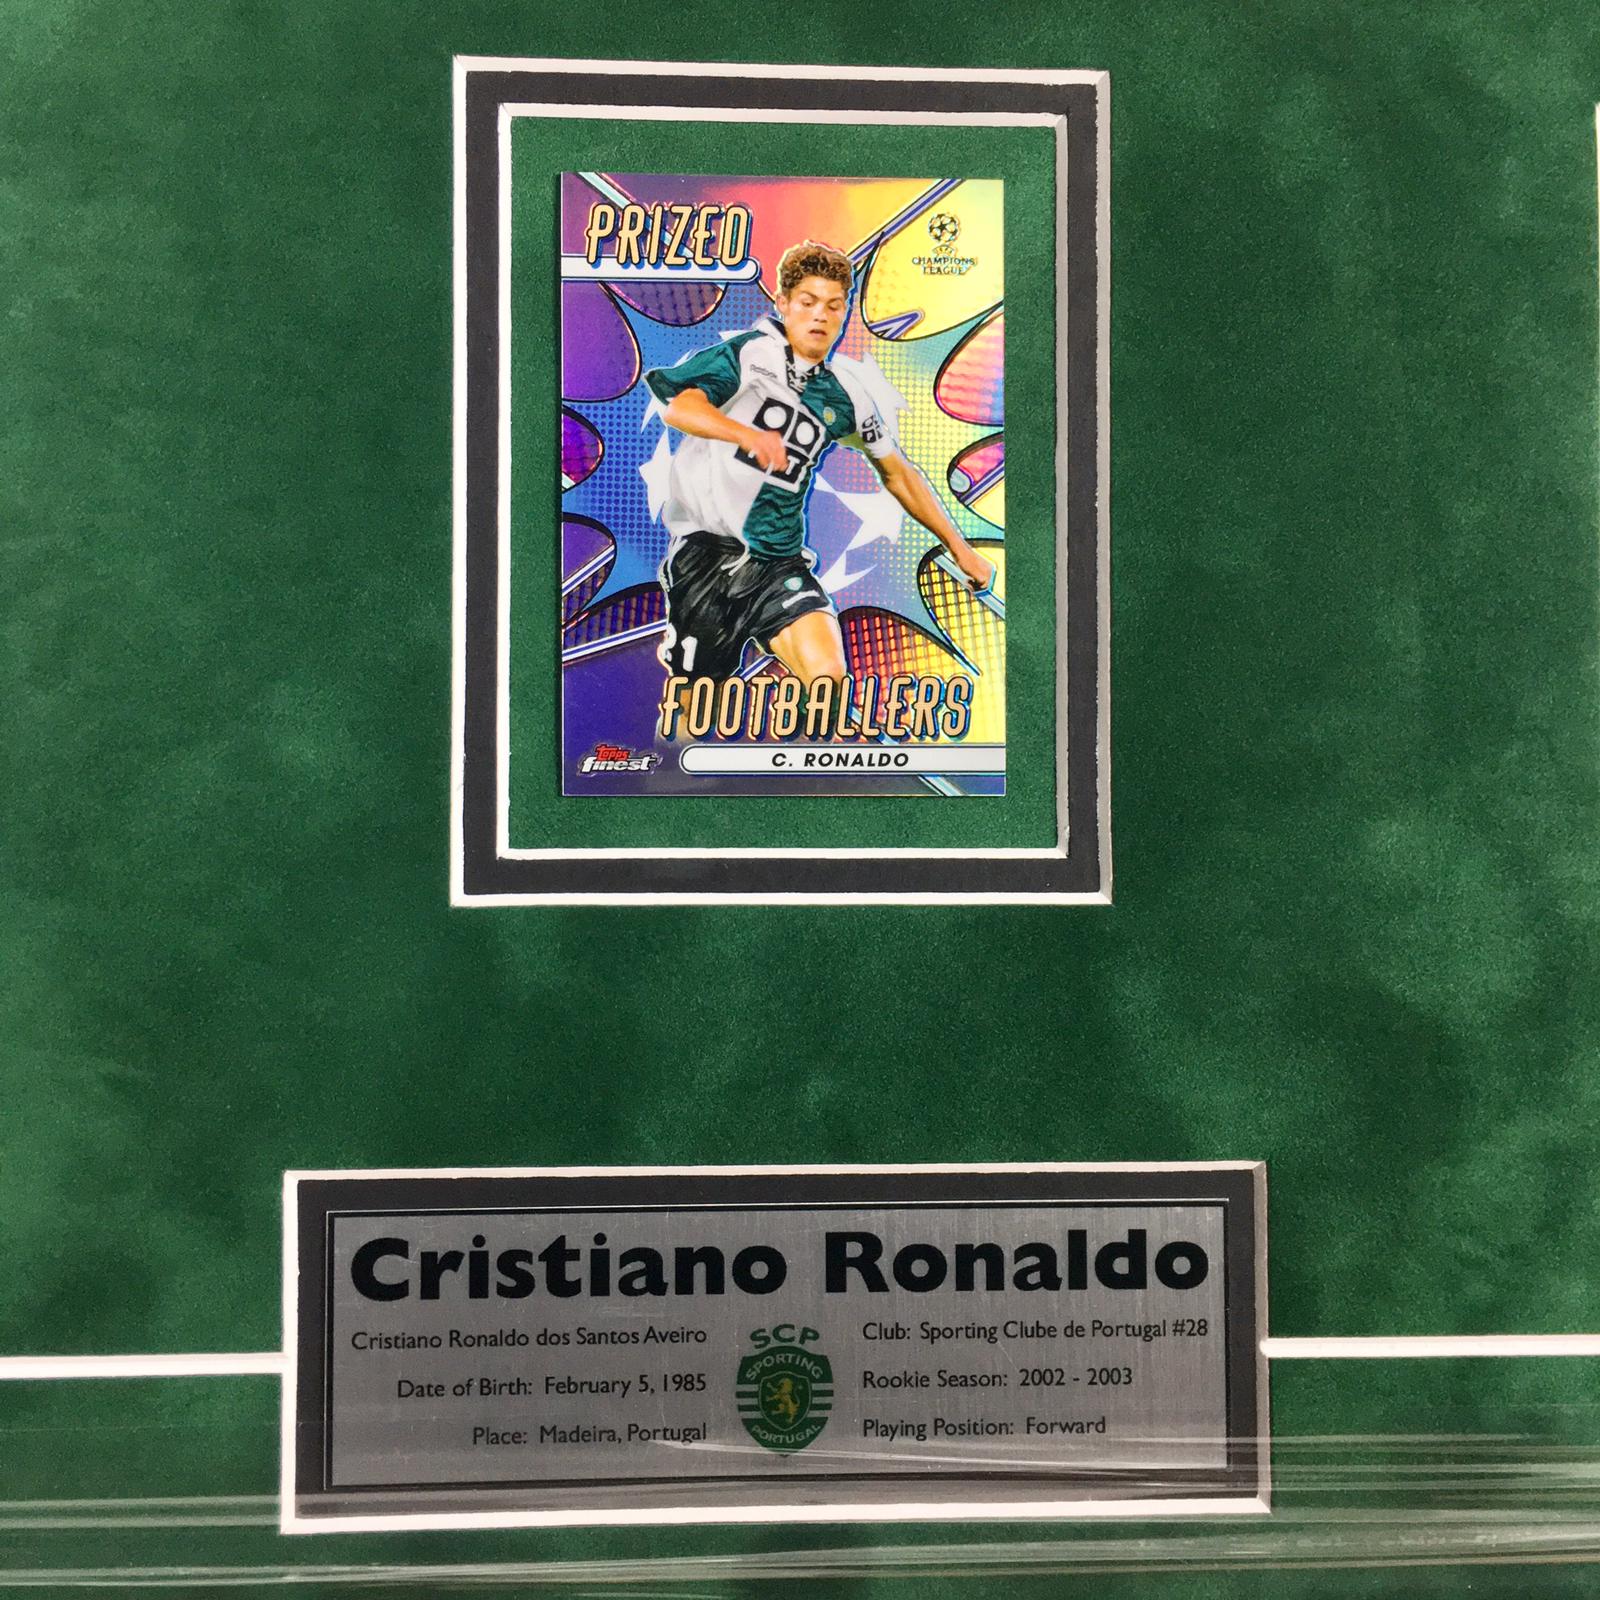 PRIZED
CHAMPIONS
LEAGUE
FOOTBALLERS
Topps
finest
C. RONALDO
Cristiano Ronaldo
Cristiano Ronaldo dos Santos Aveiro
Date of Birth: February 5, 1985
Place: Madeira, Portugal
SCP
SPORTING
PORTUGAL
Club: Sporting Clube de Portugal #28
Rookie Season: 2002 - 2003
Playing Position: Forward